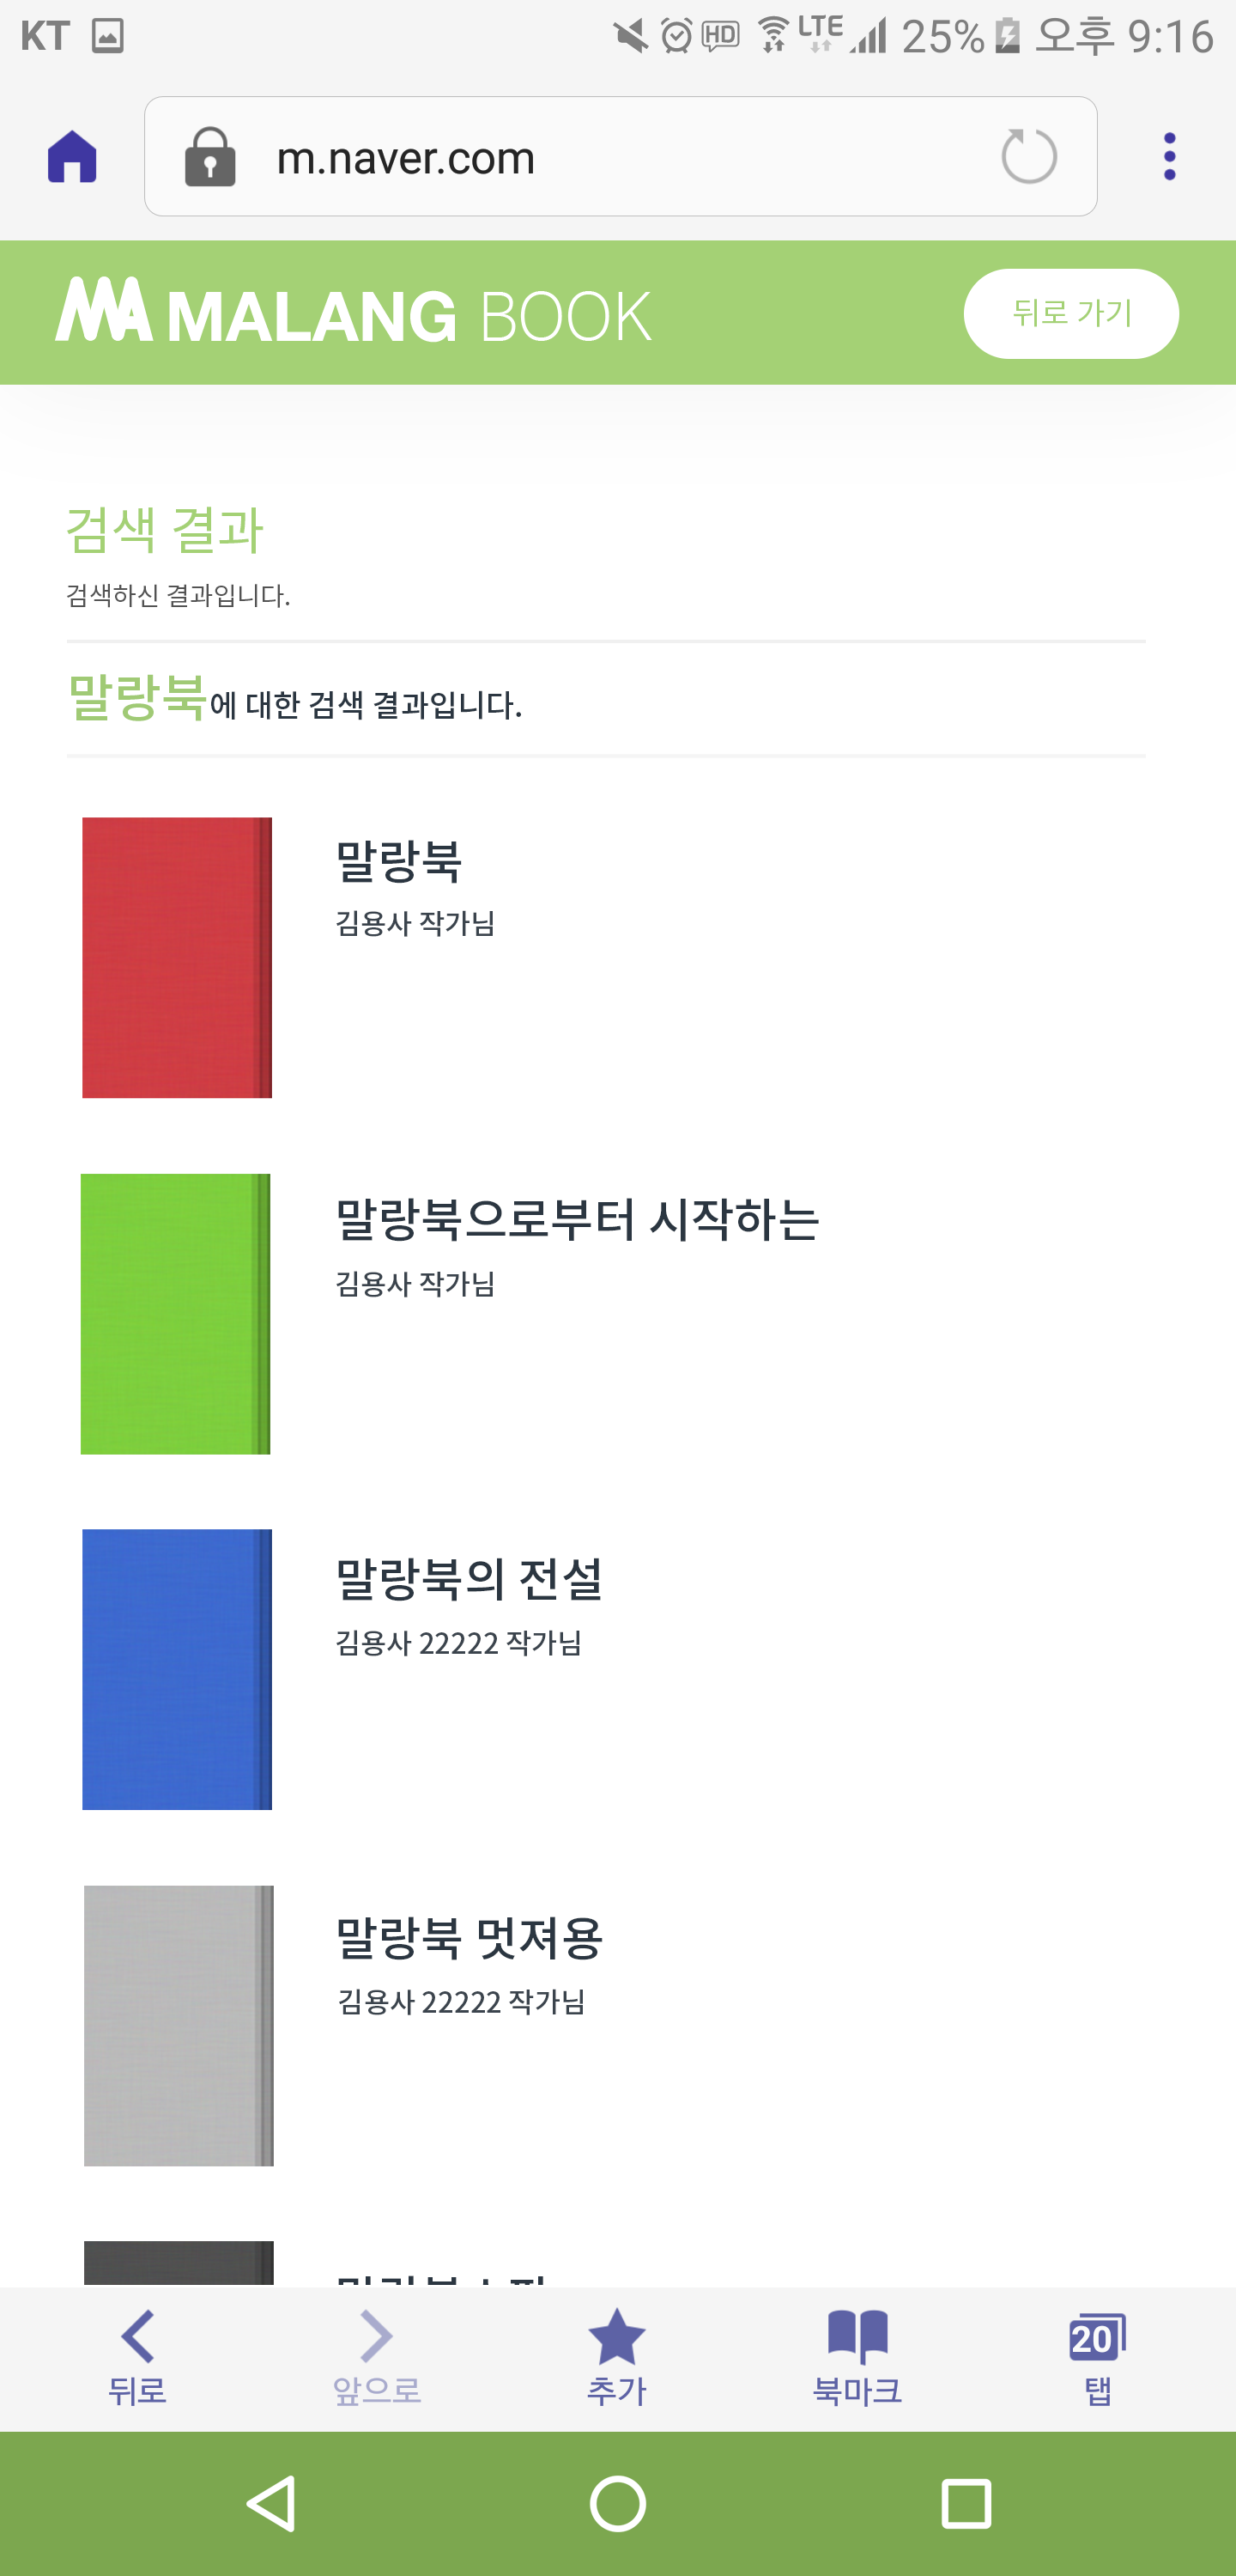 KT HD LTE 25% 오후 9:16
m.naver.com
MALANG BOOK 뒤로 가기
검색 결과
검색하신 결과입니다.
말랑북에 대한 검색 결과입니다.
말랑북
김용사 작가님
말랑북으로부터 시작하는
김용사 작가님
말랑북의 전설
김용사 22222 작가님
말랑북 멋져용
김용사 22222 작가님
20
뒤로 앞으로 추가 북마크 탭